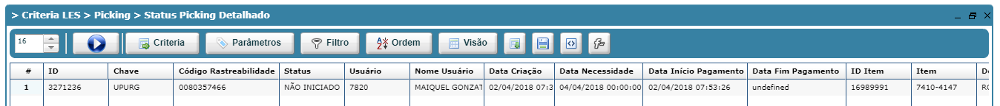 > Criteria LES > Picking > Status Picking Detalhado
16 Criteria Parâmetros Filtro Ordem Visão
# ID Chave Código Rastreabilidade Status Usuário Nome Usuário Data Criação Data Necessidade Data Início Pagamento Data Fim Pagamento ID Item Item
1 3271236 UPURG 0080357466 NÃO INICIADO 7820 MAIQUEL GONZAT 02/04/2018 07:3 04/04/2018 00:00:00 02/04/2018 07:53:26 undefined 16989991 7410-4147